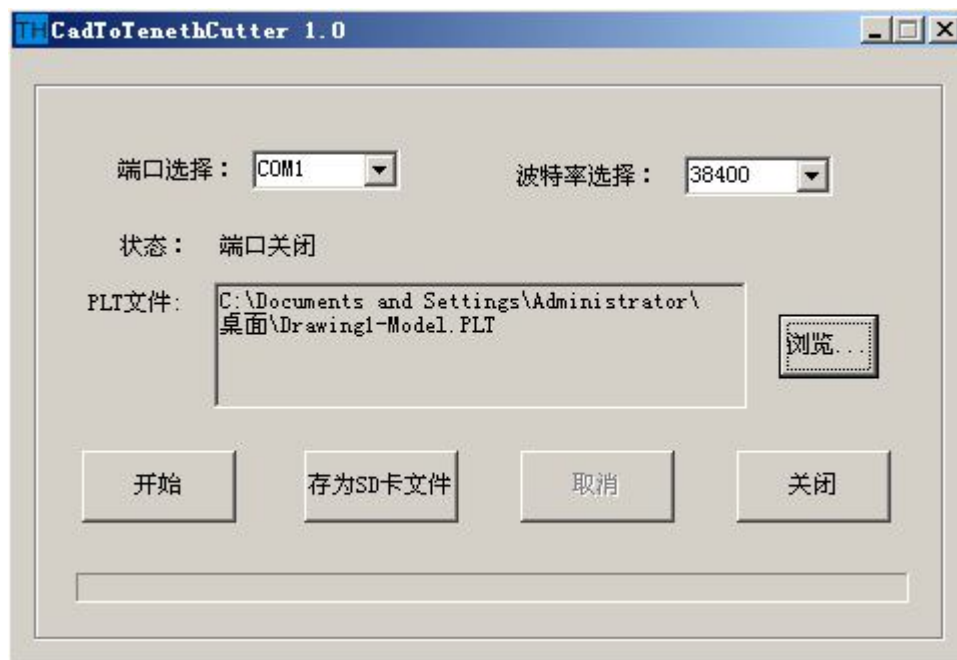 TH CadToTenethCutter 1.0
端口选择： COM1 波特率选择： 38400
状态： 端口关闭
PLT文件: C:\Documents and Settings\Administrator\
桌面\Drawing1-Model.PLT
浏览...
开始 存为SD卡文件 取消 关闭